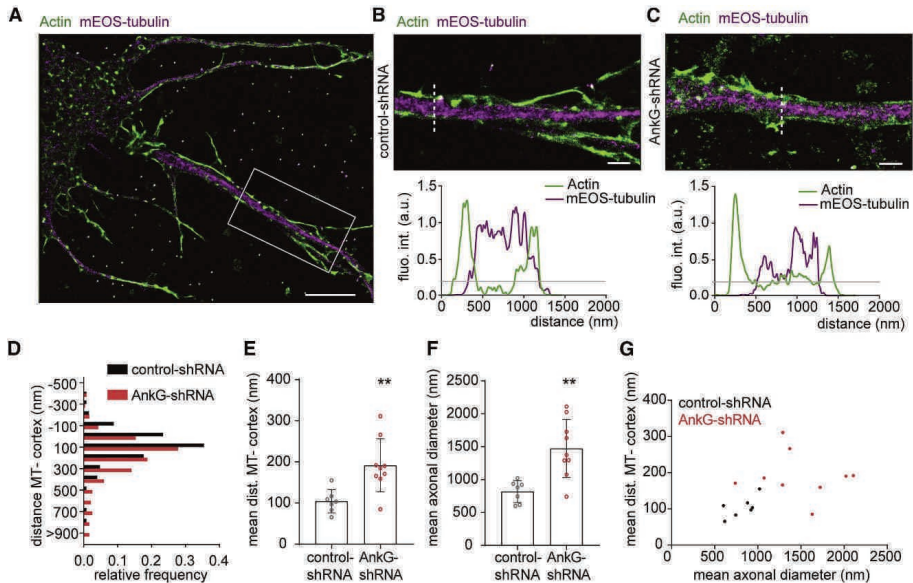 A
Actin mEOS-tubulin
B
Actin mEOS-tubulin
control-shRNA
Actin
mEOS-tubulin
fluo. int. (a.u.)
1.5
1.0
0.5
0.0
0 500 1000 1500 2000
distance (nm)
C
Actin mEOS-tubulin
AnkG-shRNA
Actin
mEOS-tubulin
fluo. int. (a.u.)
1.5
1.0
0.5
0.0
0 500 1000 1500 2000
distance (nm)
D
control-shRNA
AnkG-shRNA
distance MT- cortex (nm)
-500
-300
-100
100
300
500
700
>900
0.0 0.1 0.2 0.3 0.4
relative frequency
E
mean dist. MT- cortex (nm)
400
300
200
100
0
**
control-
shRNA
AnkG-
shRNA
F
mean axonal diameter (nm)
2500
2000
1500
1000
500
0
**
control-
shRNA
AnkG-
shRNA
G
control-shRNA
AnkG-shRNA
mean dist. MT- cortex (nm)
400
300
200
100
0
0 500 1000 1500 2000 2500
mean axonal diameter (nm)